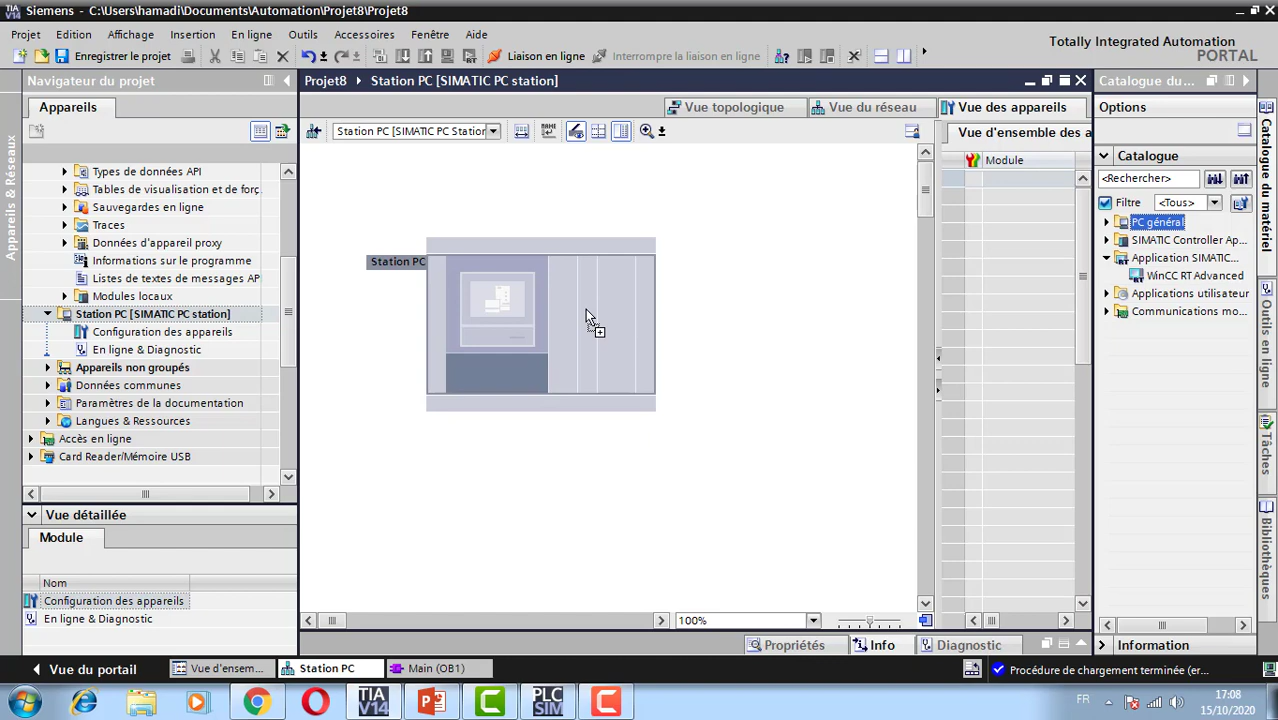 TIA V14 Siemens - C:\Users\hamadi\Documents\Automation\Projet8\Projet8
Projet Edition Affichage Insertion En ligne Outils Accessoires Fenêtre Aide
Totally Integrated Automation
PORTAL
Enregistrer le projet Liaison en ligne Interrompre la liaison en ligne
Navigateur du projet
Projet8 Station PC [SIMATIC PC station]
Catalogue du...
Appareils
Vue topologique Vue du réseau Vue des appareils
Options
Station PC [SIMATIC PC Station]
Vue d'ensemble des a
Module
Catalogue
<Rechercher>
Filtre <Tous>
PC général
SIMATIC Controller Ap...
Application SIMATIC...
WinCC RT Advanced
Applications utilisateur
Communications mo...
Types de données API
Tables de visualisation et de forç...
Sauvegardes en ligne
Traces
Données d'appareil proxy
Informations sur le programme
Listes de textes de messages API
Modules locaux
Station PC [SIMATIC PC station]
Configuration des appareils
En ligne & Diagnostic
Appareils non groupés
Données communes
Paramètres de la documentation
Langues & Ressources
Accès en ligne
Card Reader/Mémoire USB
Station PC
Vue détaillée
Module
Nom
Configuration des appareils
En ligne & Diagnostic
100%
Propriétés Info Diagnostic
Information
Appareils & Réseaux
Catalogue du matériel
Outils en ligne
Tâches
Bibliothèques
Vue du portail Vue d'ensem... Station PC Main (OB1) Procédure de chargement terminée (er...
TIA V14
PLC SIM
FR
17:08
15/10/2020